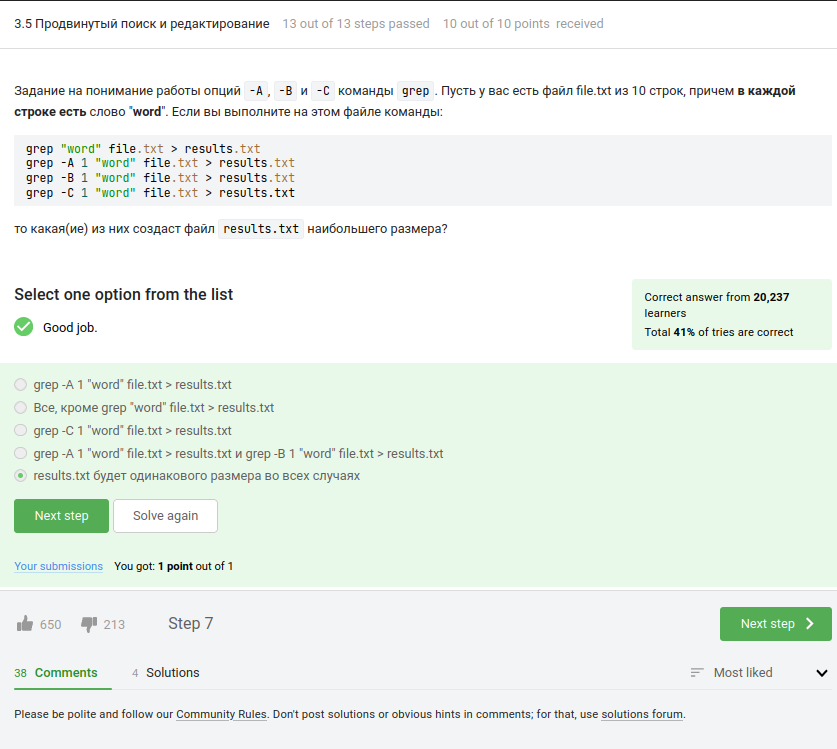 3.5 Продвинутый поиск и редактирование 13 out of 13 steps passed 10 out of 10 points received
Задание на понимание работы опций -A, -B и -C команды grep. Пусть у вас есть файл file.txt из 10 строк, причем в каждой
строке есть слово "word". Если вы выполните на этом файле команды:
grep "word" file.txt > results.txt
grep -A 1 "word" file.txt > results.txt
grep -B 1 "word" file.txt > results.txt
grep -C 1 "word" file.txt > results.txt
то какая(ие) из них создаст файл results.txt наибольшего размера?
Select one option from the list
Good job.
Correct answer from 20,237
learners
Total 41% of tries are correct
grep -A 1 "word" file.txt > results.txt
Все, кроме grep "word" file.txt > results.txt
grep -C 1 "word" file.txt > results.txt
grep -A 1 "word" file.txt > results.txt и grep -B 1 "word" file.txt > results.txt
results.txt будет одинакового размера во всех случаях
Next step Solve again
Your submissions You got: 1 point out of 1
650 213 Step 7 Next step
38 Comments 4 Solutions Most liked
Please be polite and follow our Community Rules. Don't post solutions or obvious hints in comments; for that, use solutions forum.